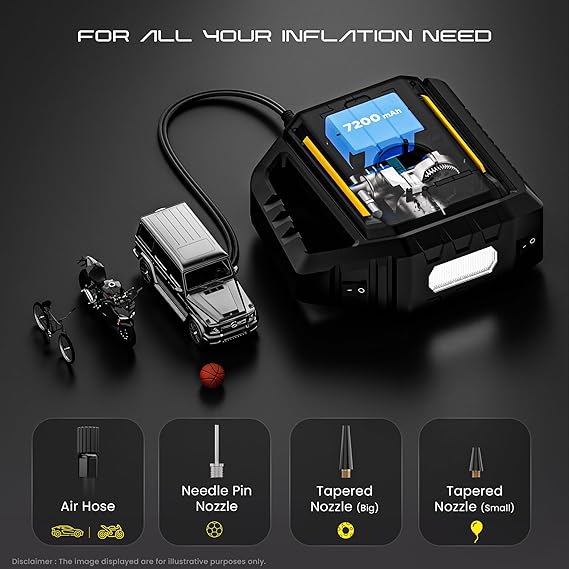 FOR ALL YOUR INFLATION NEED
7200 mAh
Air Hose
Needle Pin
Nozzle
Tapered
Nozzle (Big)
Tapered
Nozzle (Small)
Disclaimer : The image displayed are for illustrative purposes only.